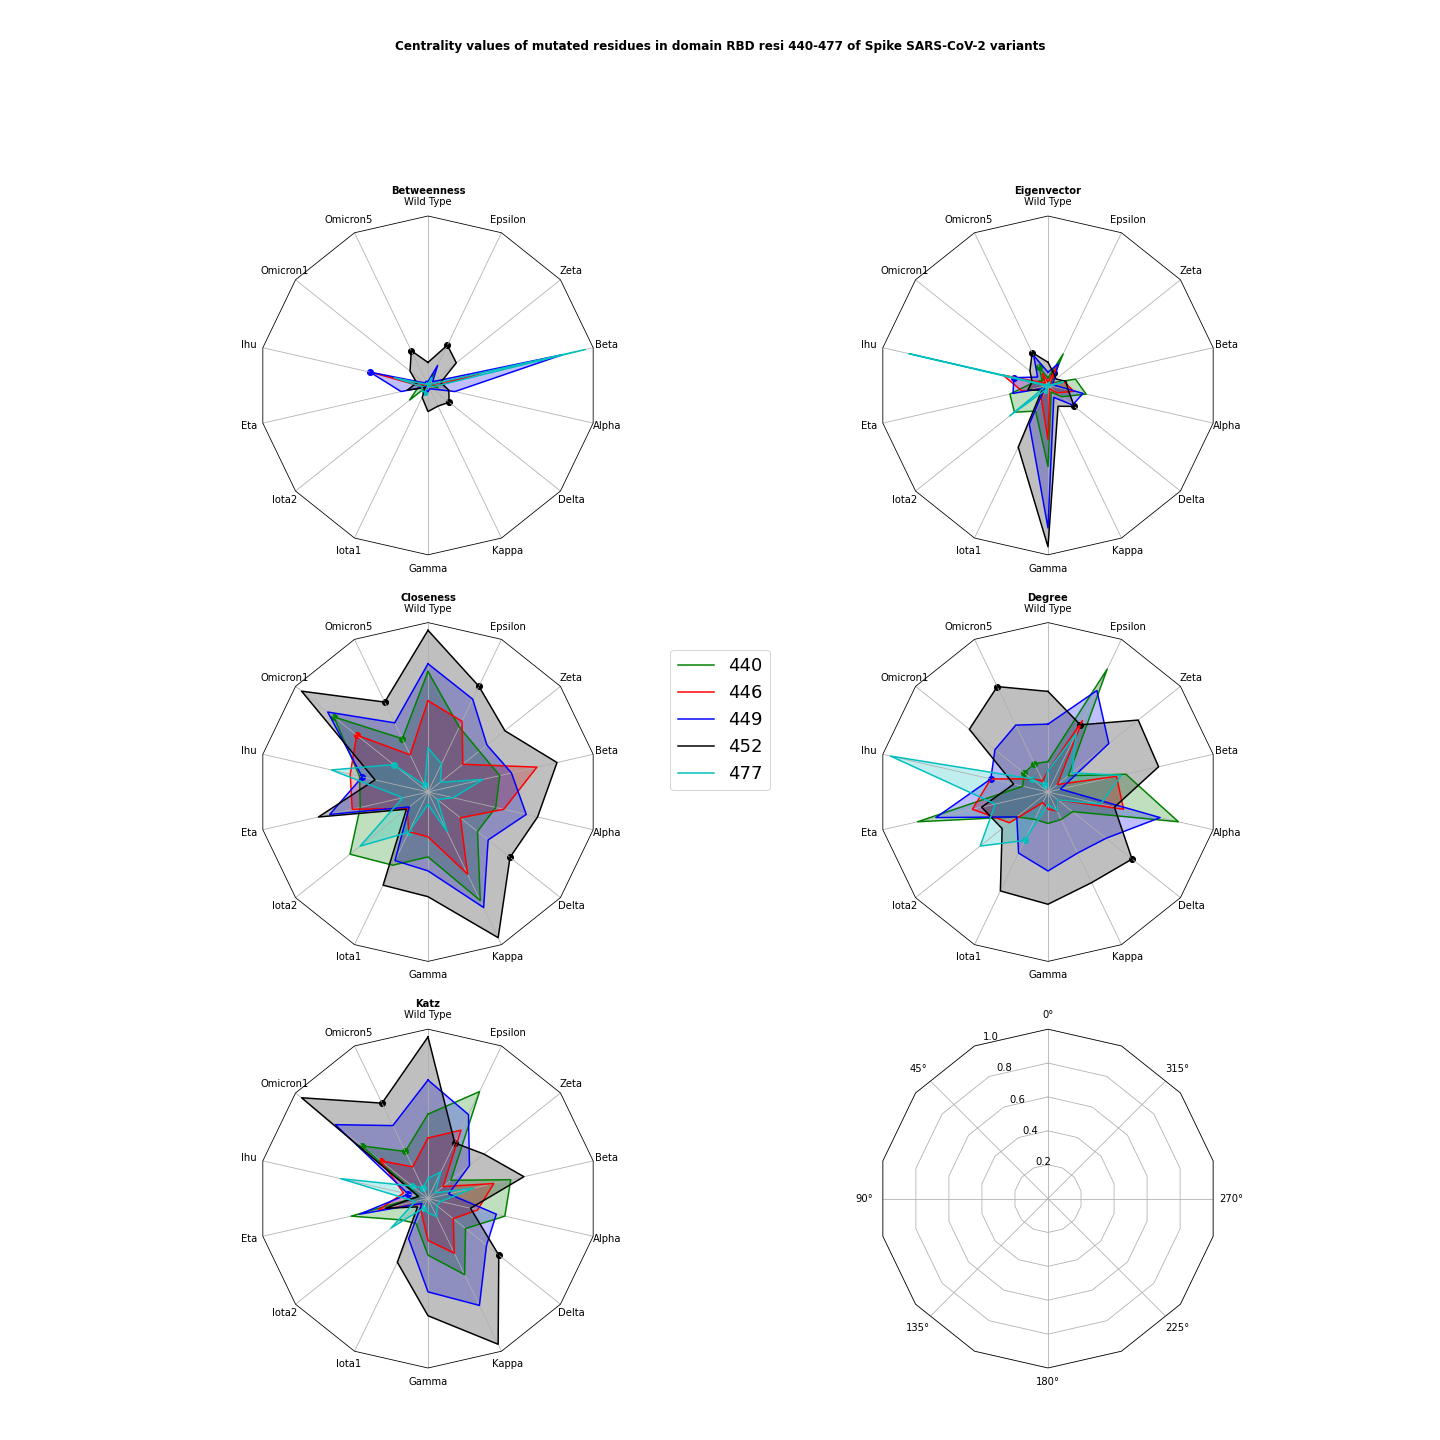 Centrality values of mutated residues in domain RBD resi 440-477 of Spike SARS-CoV-2 variants
Betweenness
Wild Type
Omicron5
Epsilon
Omicron1
Zeta
Ihu
Beta
Eta
Alpha
Iota2
Delta
Iota1
Kappa
Gamma
Eigenvector
Wild Type
Omicron5
Epsilon
Omicron1
Zeta
Ihu
Beta
Eta
Alpha
Iota2
Delta
Iota1
Kappa
Gamma
Closeness
Wild Type
Omicron5
Epsilon
Omicron1
Zeta
Ihu
Beta
Eta
Alpha
Iota2
Delta
Iota1
Kappa
Gamma
440
446
449
452
477
Degree
Wild Type
Omicron5
Epsilon
Omicron1
Zeta
Ihu
Beta
Eta
Alpha
Iota2
Delta
Iota1
Kappa
Gamma
Katz
Wild Type
Omicron5
Epsilon
Omicron1
Zeta
Ihu
Beta
Eta
Alpha
Iota2
Delta
Iota1
Kappa
Gamma
0°
1.0
45°
0.8
315°
0.6
0.4
0.2
90°
270°
135°
225°
180°